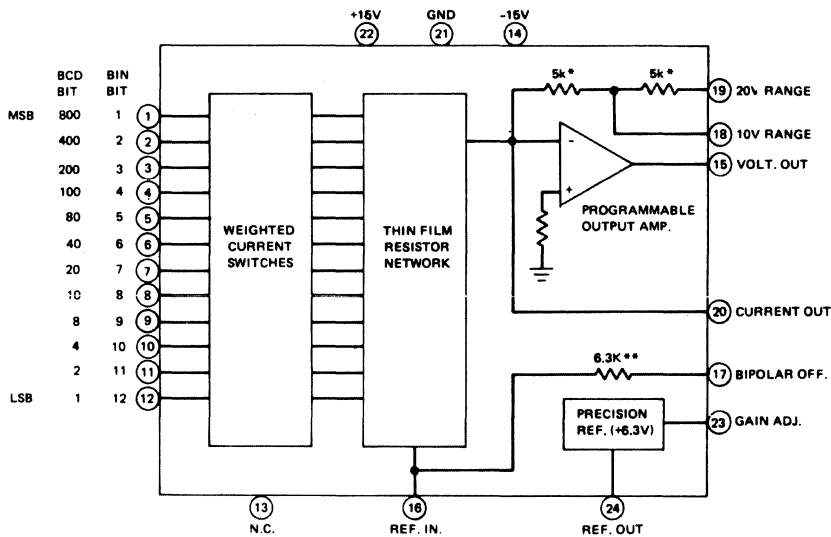 +15V GND -15V
22 21 14
BCD BIT BIN BIT
5k* 5k*
19 20V RANGE
MSB 800 1 1
18 10V RANGE
400 2 2
-
15 VOLT. OUT
200 3 3
100 4 4
+
80 5 5
PROGRAMMABLE
OUTPUT AMP.
WEIGHTED
CURRENT
SWITCHES
THIN FILM
RESISTOR
NETWORK
40 6 6
20 7 7
10 8 8
20 CURRENT OUT
8 9 9
4 10 10
6.3K**
2 11 11
17 BIPOLAR OFF.
LSB 1 12 12
PRECISION
REF. (+6.3V)
23 GAIN ADJ.
13 16 24
N.C. REF. IN. REF. OUT